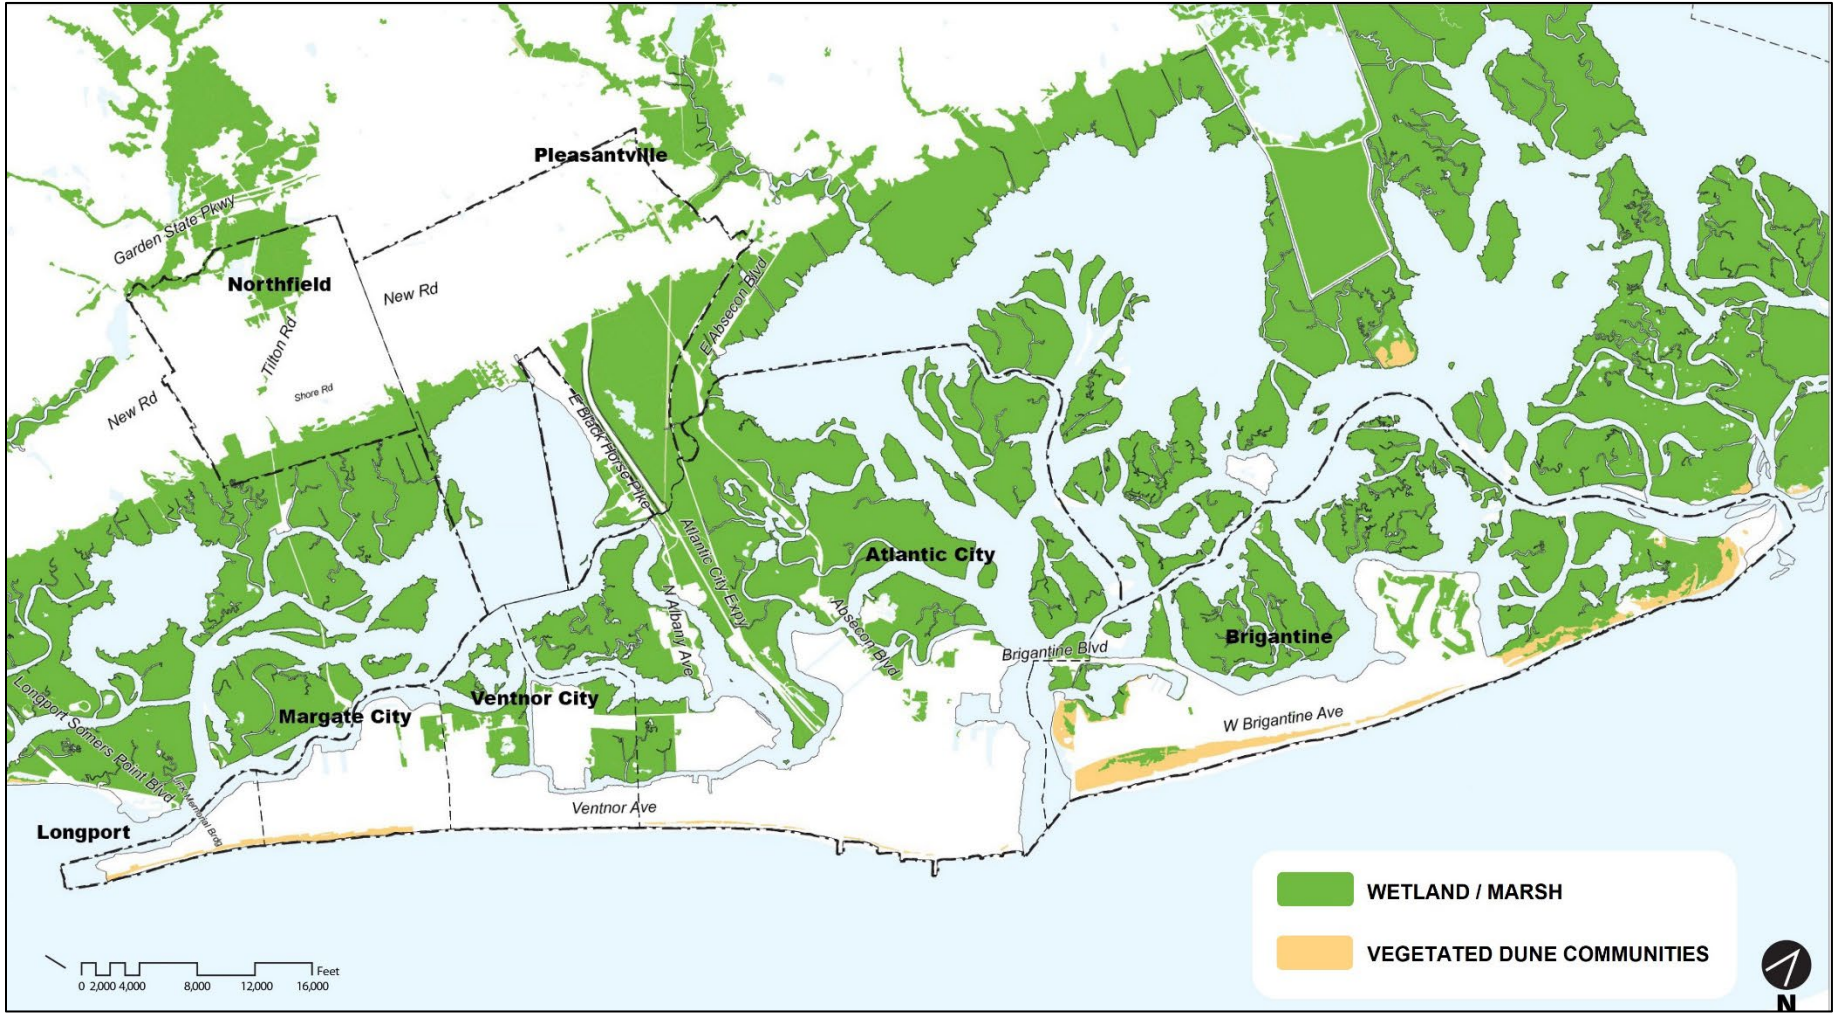 Pleasantville
Garden State Pkwy
Northfield
New Rd
E Absecon Blvd
Tilton Rd
Shore Rd
New Rd
E Black Horse Pike
Atlantic City Expy
Atlantic City
N Albany Ave
Absecon Blvd
Brigantine Blvd
Brigantine
Longport Somers Point Blvd
Margate City
Ventnor City
W Brigantine Ave
JFK Memorial Brdg
Ventnor Ave
Longport
WETLAND / MARSH
VEGETATED DUNE COMMUNITIES
Feet
0 2,000 4,000 8,000 12,000 16,000
N